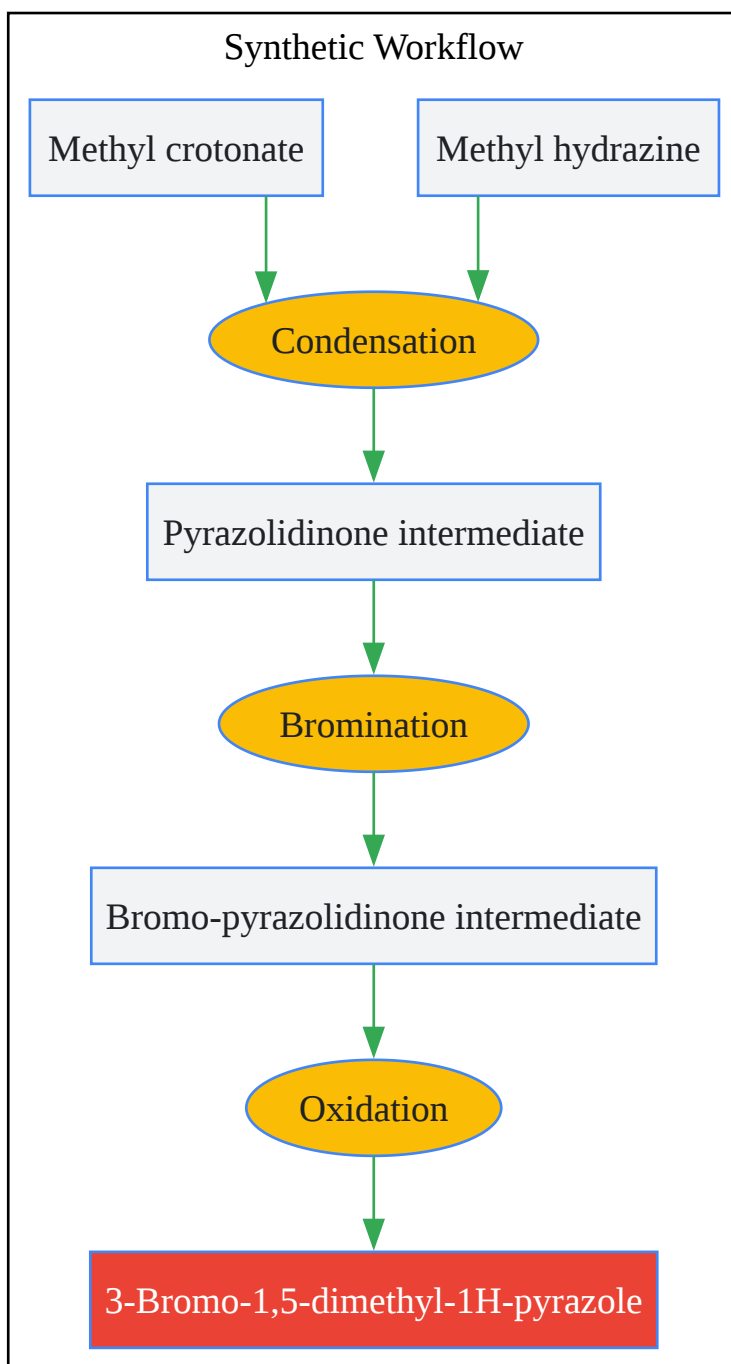 Synthetic Workflow
Methyl crotonate
Methyl hydrazine
Condensation
Pyrazolidinone intermediate
Bromination
Bromo-pyrazolidinone intermediate
Oxidation
3-Bromo-1,5-dimethyl-1H-pyrazole